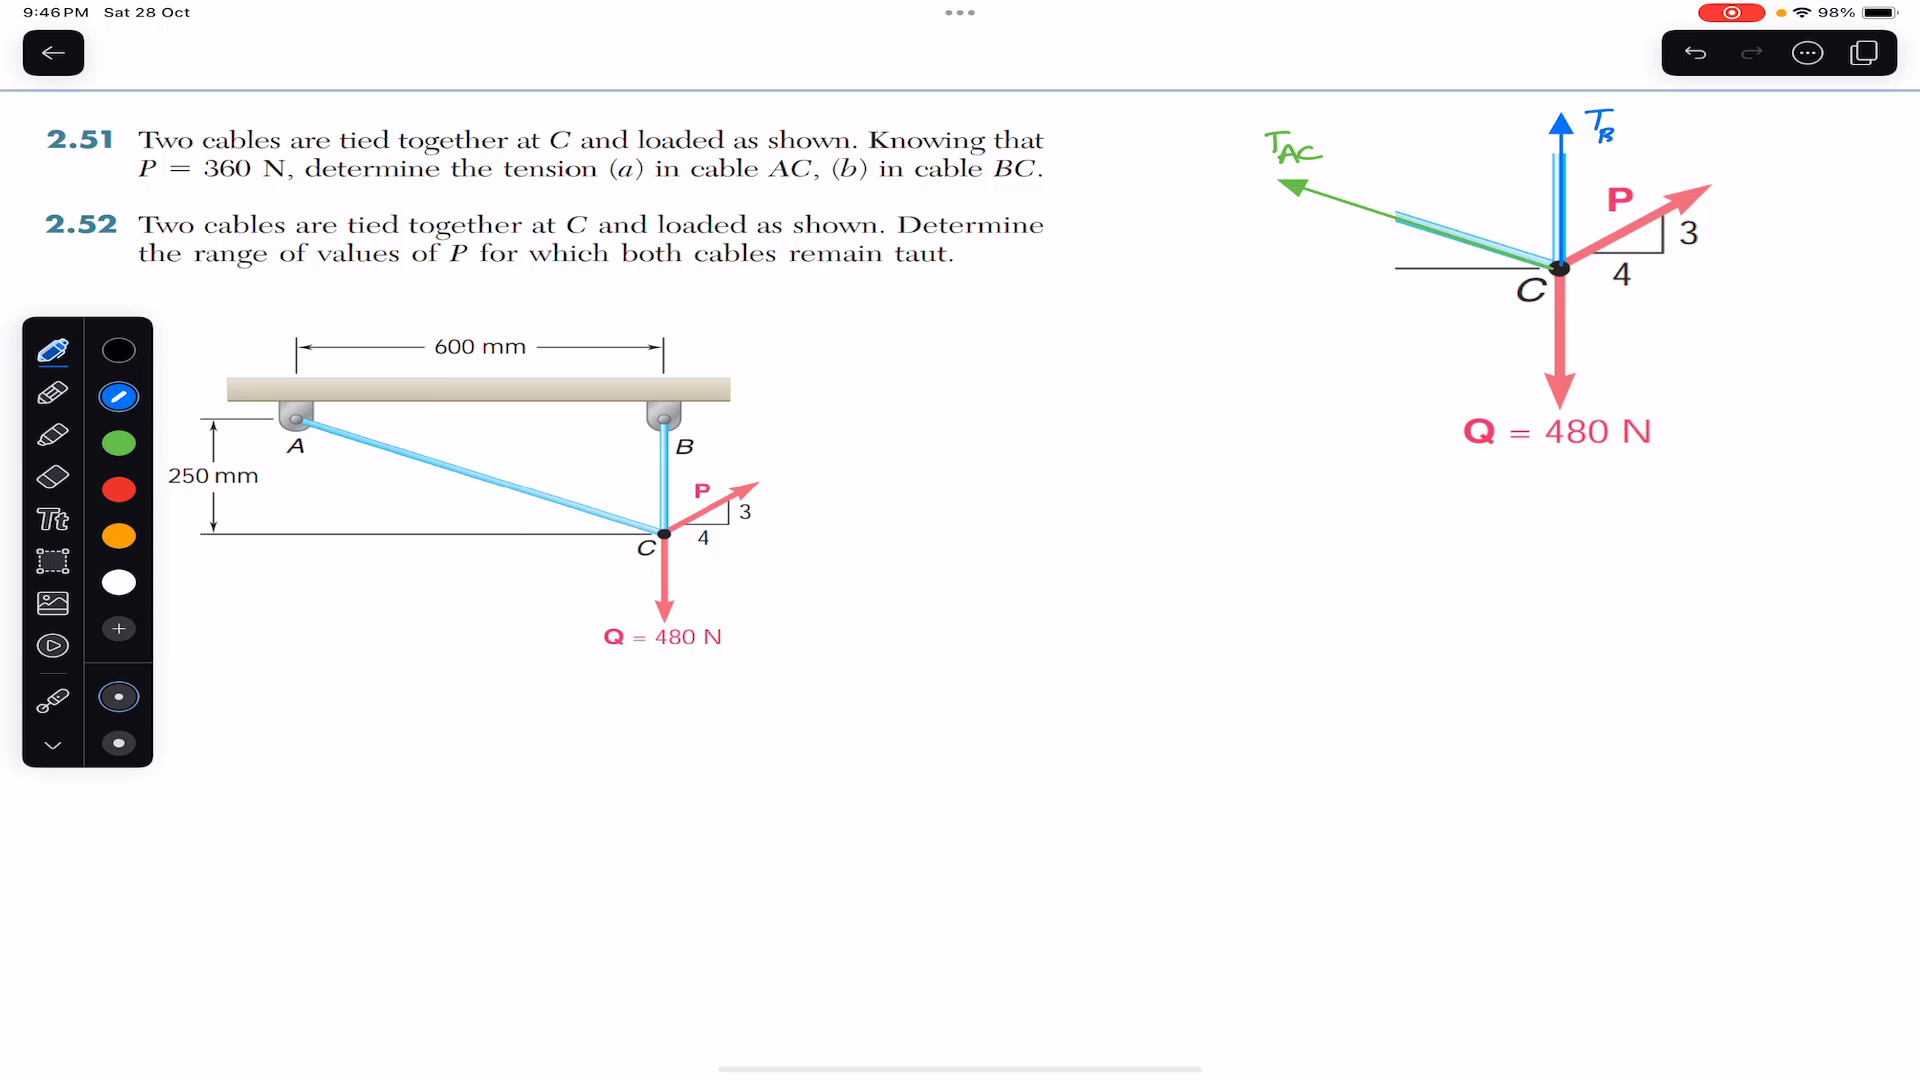 9:46 PM Sat 28 Oct
98%
2.51 Two cables are tied together at C and loaded as shown. Knowing that
P = 360 N, determine the tension (a) in cable AC, (b) in cable BC.
2.52 Two cables are tied together at C and loaded as shown. Determine
the range of values of P for which both cables remain taut.
600 mm
A
B
250 mm
P
3
4
C
Q = 480 N
Tt
TAC
TB
P
3
4
C
Q = 480 N